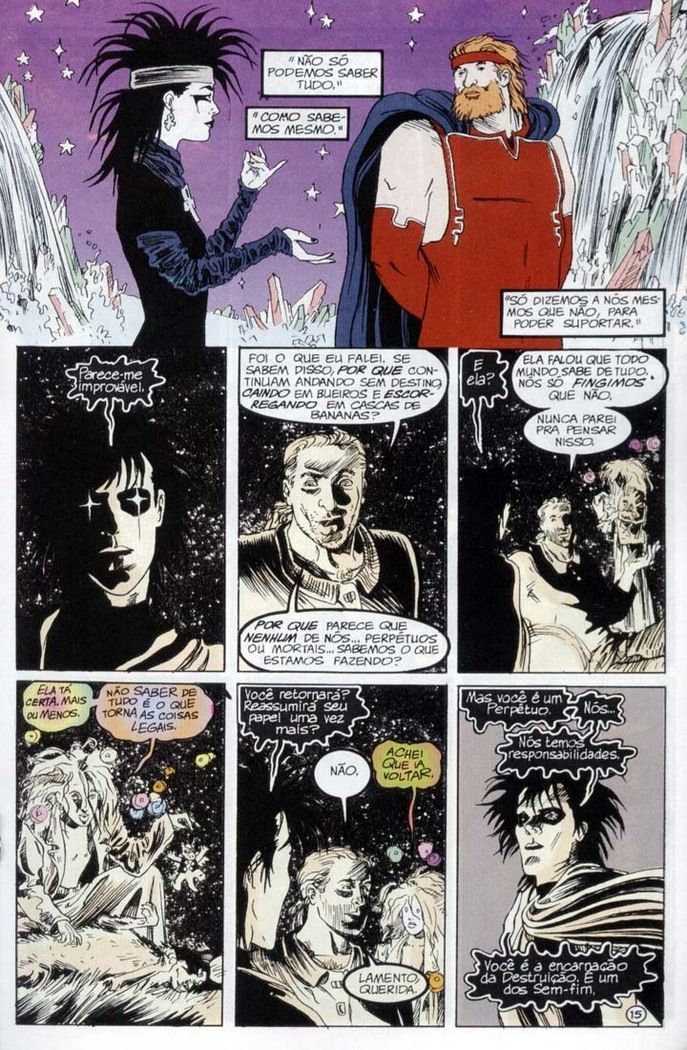 "NÃO SÓ
PODEMOS SABER
TUDO."
"COMO SABE-
MOS MESMO."
"SÓ DIZEMOS A NÓS MES-
MOS QUE NÃO, PARA
PODER SUPORTAR."
Parece-me
improvável.
FOI O QUE EU FALEI. SE
SABEM DISSO, POR QUE CON-
TINUAM ANDANDO SEM DESTINO,
CAINDO EM BUEIROS E ESCOR-
REGANDO EM CASCAS DE
BANANAS?
POR QUE PARECE QUE
NENHUM DE NÓS... PERPÉTUOS
OU MORTAIS... SABEMOS O QUE
ESTAMOS FAZENDO?
E
ela?
ELA FALOU QUE TODO
MUNDO SABE DE TUDO.
NÓS SÓ FINGIMOS
QUE NÃO.
NUNCA PAREI
PRA PENSAR
NISSO.
ELA TÁ
CERTA. MAIS
OU MENOS.
NÃO SABER DE
TUDO É O QUE
TORNA AS COISAS
LEGAIS.
Você retornará?
Reassumirá seu
papel uma vez
mais?
NÃO.
ACHEI
QUE IA
VOLTAR.
LAMENTO,
QUERIDA.
Mas você é um
Perpétuo.
Nós...
Nós temos
responsabilidades.
Você é a encarnação
da Destruição. E um
dos Sem-fim.
15